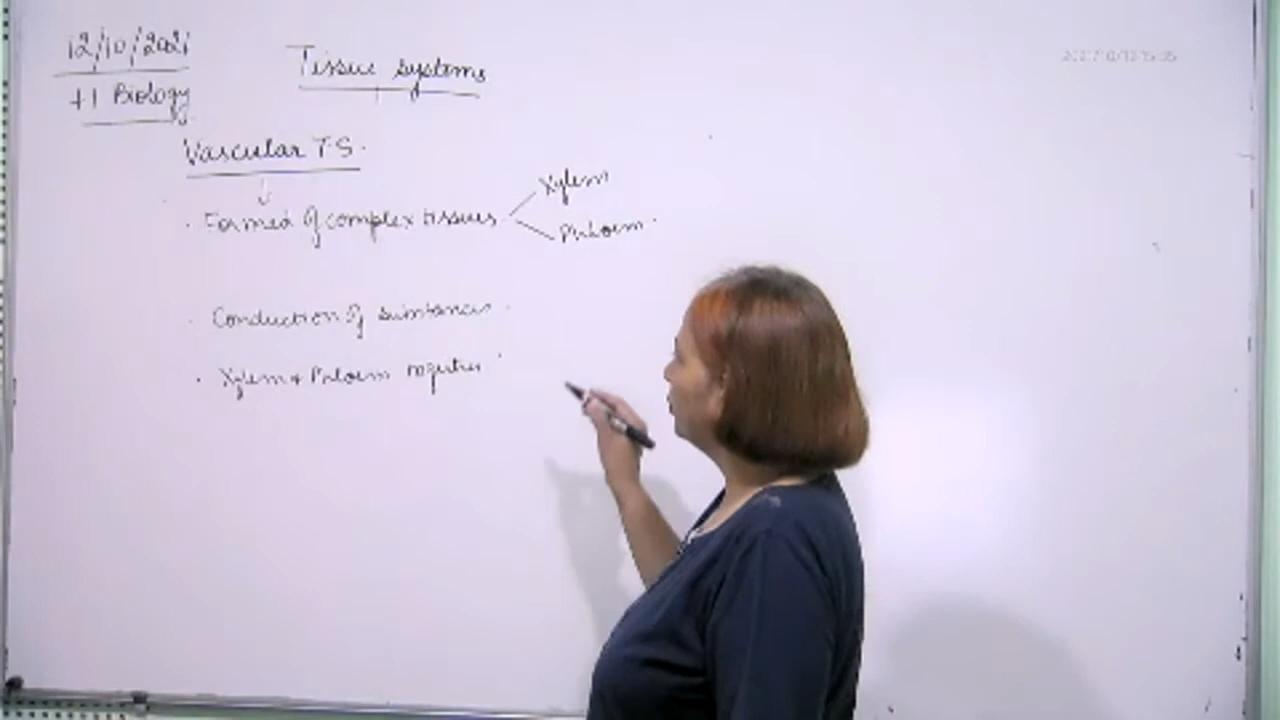 12/10/2021
+1 Biology
Tissue systems
Vascular T.S.
Formed of complex tissues
Xylem
Phloem
Conduction of substances
Xylem & Phloem together